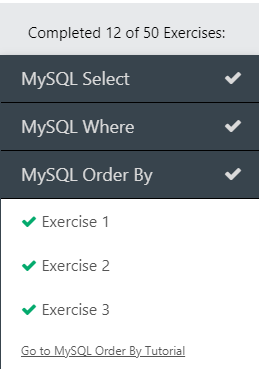 Completed 12 of 50 Exercises:
MySQL Select
MySQL Where
MySQL Order By
Exercise 1
Exercise 2
Exercise 3
Go to MySQL Order By Tutorial